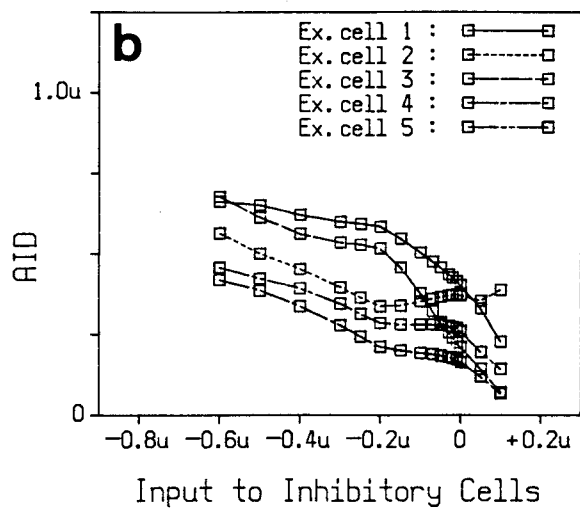 b
Ex.cell 1 :
Ex.cell 2 :
Ex.cell 3 :
Ex.cell 4 :
Ex.cell 5 :
1.0u
AID
0
-0.8u -0.6u -0.4u -0.2u 0 +0.2u
Input to Inhibitory Cells